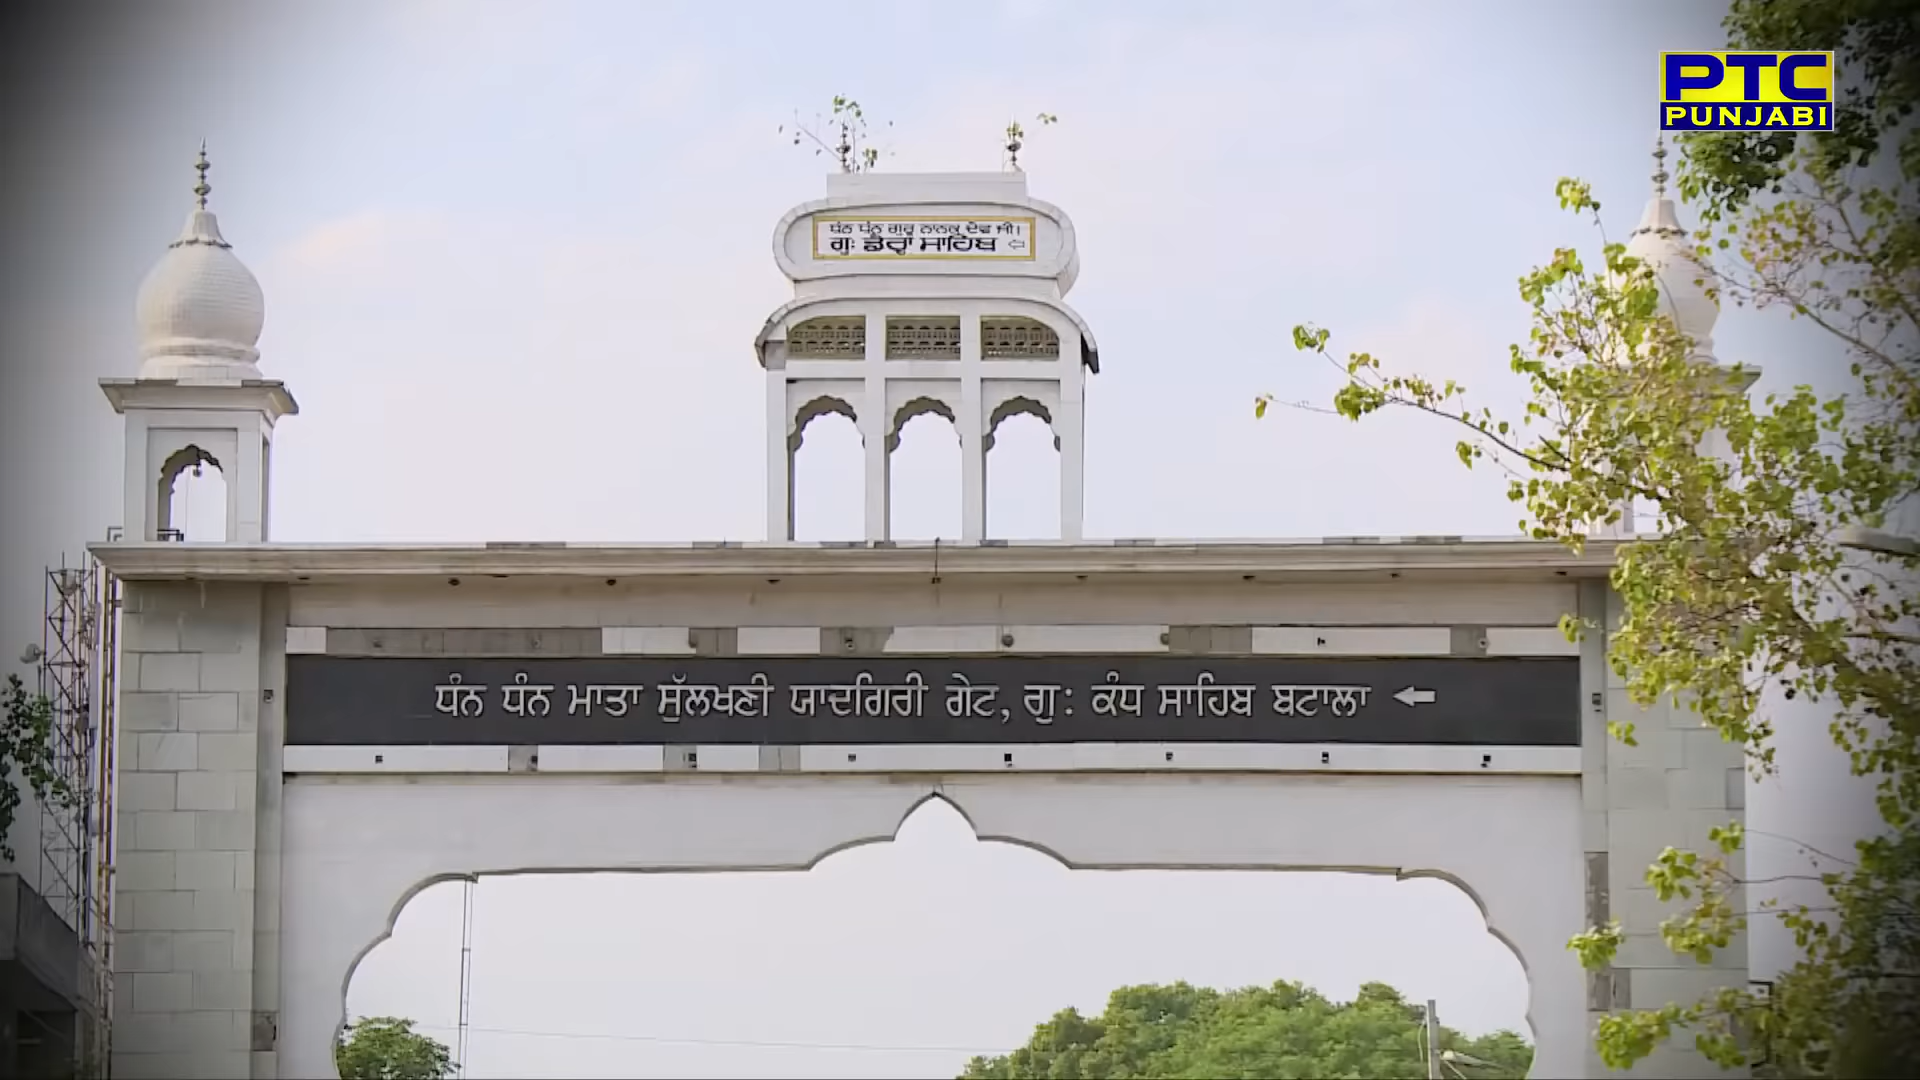 PTC
PUNJABI
ਧੰਨ ਧੰਨ ਗੁਰੂ ਨਾਨਕ ਦੇਵ ਜੀ।
ਗੁ: ਡੇਰਾ ਸਾਹਿਬ ⇦
ਧੰਨ ਧੰਨ ਮਾਤਾ ਸੁੱਲਖਣੀ ਯਾਦਗਿਰੀ ਗੇਟ, ਗੁ: ਕੰਧ ਸਾਹਿਬ ਬਟਾਲਾ ←